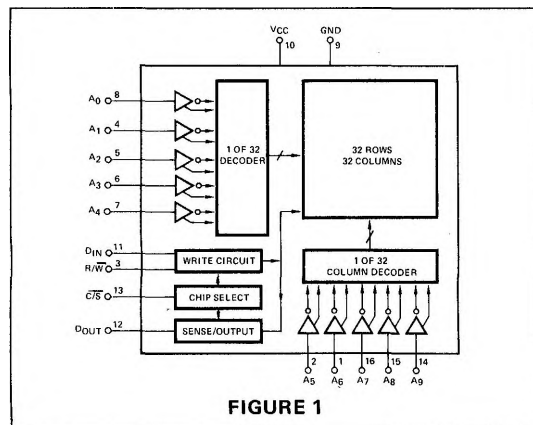 VCC GND
10 9
A0 8
A1 4
A2 5
A3 6
A4 7
1 OF 32
DECODER
32 ROWS
32 COLUMNS
DIN 11
R/W̅ 3
C̅/̅S̅ 13
DOUT 12
WRITE CIRCUIT
CHIP SELECT
SENSE/OUTPUT
1 OF 32
COLUMN DECODER
2 1 16 15 14
A5 A6 A7 A8 A9
FIGURE 1